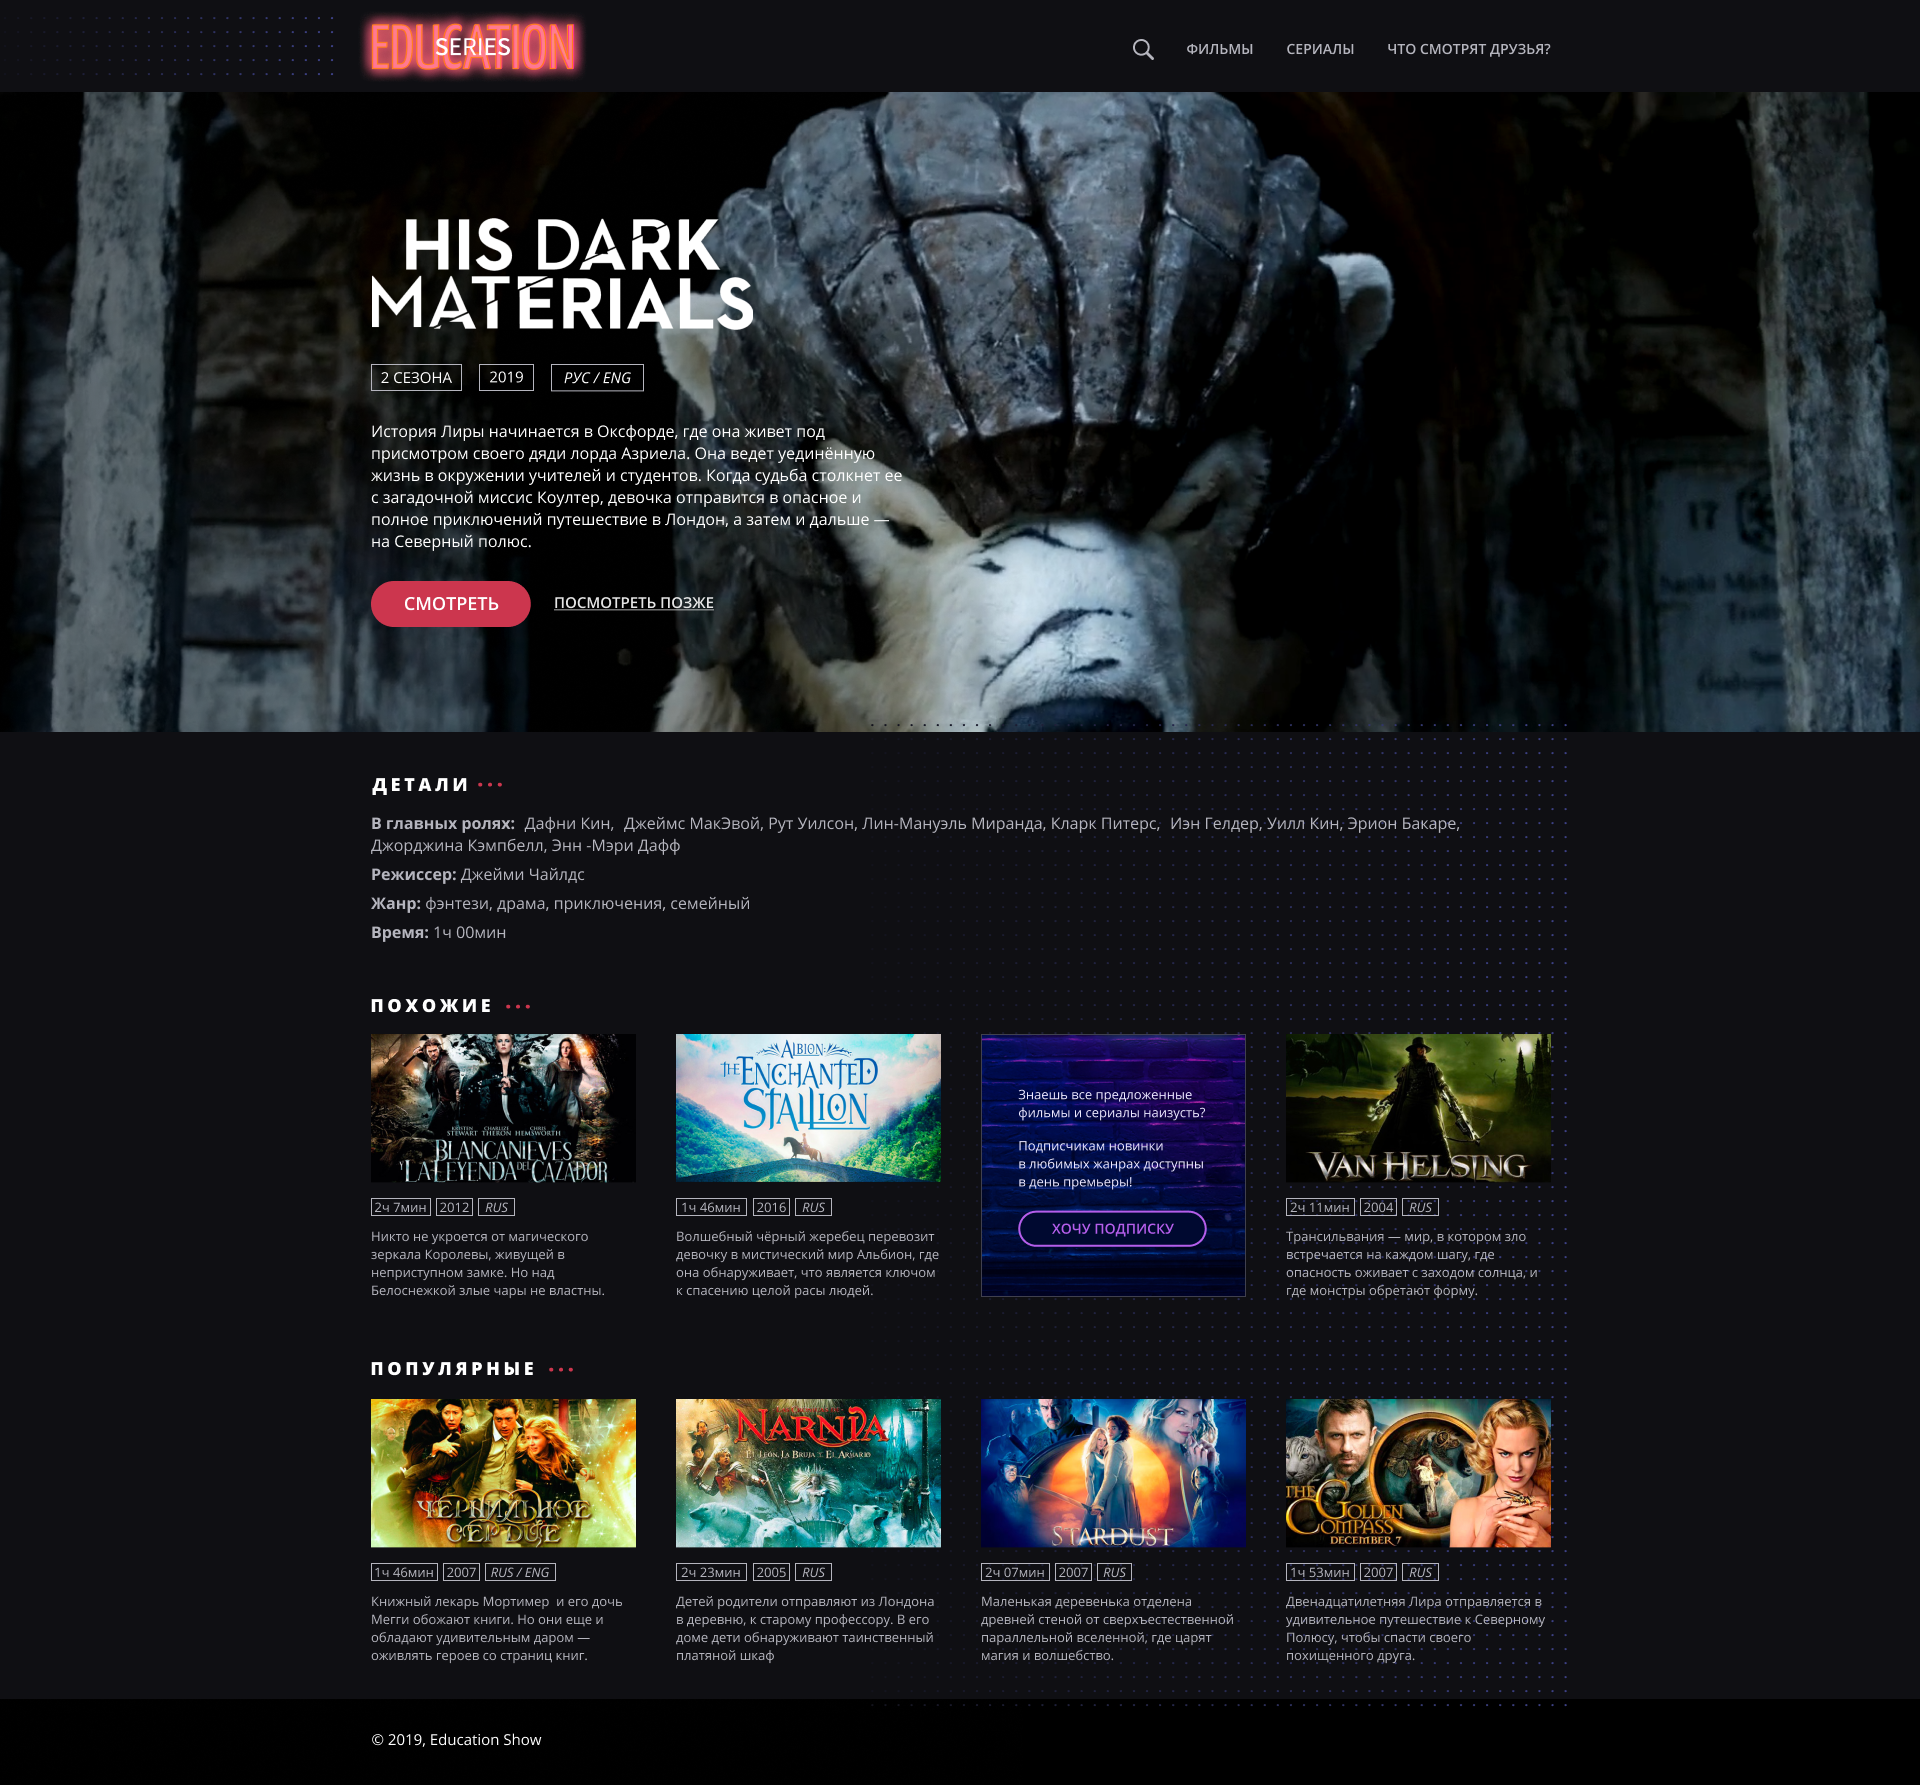 EDUCATION
SERIES
ФИЛЬМЫ
СЕРИАЛЫ
ЧТО СМОТРЯТ ДРУЗЬЯ?
HIS DARK
MATERIALS
2 СЕЗОНА
2019
РУС / ENG
История Лиры начинается в Оксфорде, где она живет под
присмотром своего дяди лорда Азриела. Она ведет уединённую
жизнь в окружении учителей и студентов. Когда судьба столкнет ее
с загадочной миссис Коултер, девочка отправится в опасное и
полное приключений путешествие в Лондон, а затем и дальше —
на Северный полюс.
СМОТРЕТЬ
ПОСМОТРЕТЬ ПОЗЖЕ
ДЕТАЛИ
В главных ролях: Дафни Кин, Джеймс МакЭвой, Рут Уилсон, Лин-Мануэль Миранда, Кларк Питерс, Иэн Гелдер, Уилл Кин, Эрион Бакаре,
Джорджина Кэмпбелл, Энн -Мэри Дафф
Режиссер: Джейми Чайлдс
Жанр: фэнтези, драма, приключения, семейный
Время: 1ч 00мин
ПОХОЖИЕ
KRISTEN CHARLIZE CHRIS
STEWART THERON HEMSWORTH
BLANCANIEVES
Y LA LEYENDA DEL CAZADOR
2ч 7мин
2012
RUS
Никто не укроется от магического
зеркала Королевы, живущей в
неприступном замке. Но над
Белоснежкой злые чары не властны.
ALBION:
THE ENCHANTED
STALLION
1ч 46мин
2016
RUS
Волшебный чёрный жеребец перевозит
девочку в мистический мир Альбион, где
она обнаруживает, что является ключом
к спасению целой расы людей.
Знаешь все предложенные
фильмы и сериалы наизусть?
Подписчикам новинки
в любимых жанрах доступны
в день премьеры!
ХОЧУ ПОДПИСКУ
VAN HELSING
2ч 11мин
2004
RUS
Трансильвания — мир, в котором зло
встречается на каждом шагу, где
опасность оживает с заходом солнца, и
где монстры обретают форму.
ПОПУЛЯРНЫЕ
ЧЕРНИЛЬНОЕ
СЕРДЦЕ
1ч 46мин
2007
RUS / ENG
Книжный лекарь Мортимер и его дочь
Мегги обожают книги. Но они еще и
обладают удивительным даром —
оживлять героев со страниц книг.
NARNIA
EL LEÓN, LA BRUJA Y EL ARMARIO
2ч 23мин
2005
RUS
Детей родители отправляют из Лондона
в деревню, к старому профессору. В его
доме дети обнаруживают таинственный
платяной шкаф
STARDUST
2ч 07мин
2007
RUS
Маленькая деревенька отделена
древней стеной от сверхъестественной
параллельной вселенной, где царят
магия и волшебство.
THE
GOLDEN
COMPASS
DECEMBER 7
1ч 53мин
2007
RUS
Двенадцатилетняя Лира отправляется в
удивительное путешествие к Северному
Полюсу, чтобы спасти своего
похищенного друга.
© 2019, Education Show